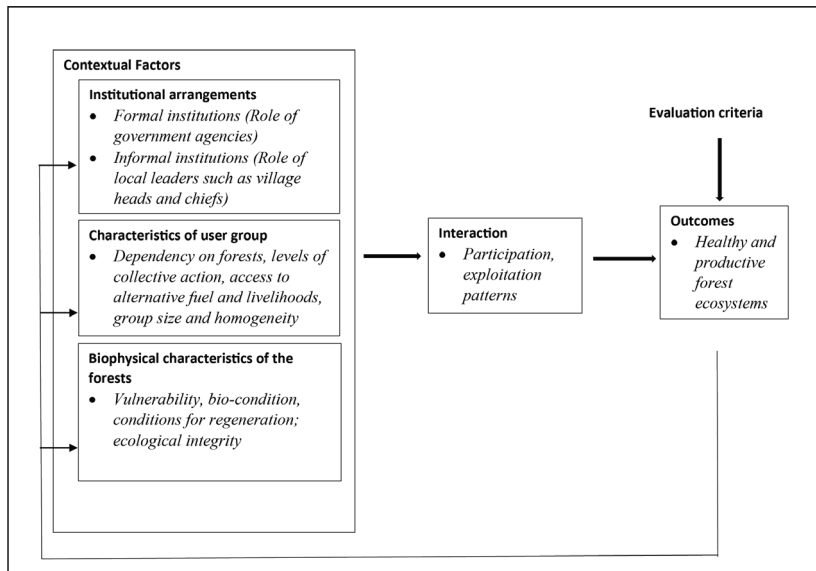 Contextual Factors
Institutional arrangements
● Formal institutions (Role of
government agencies)
● Informal institutions (Role of
local leaders such as village
heads and chiefs)
Characteristics of user group
● Dependency on forests, levels of
collective action, access to
alternative fuel and livelihoods,
group size and homogeneity
Biophysical characteristics of the
forests
● Vulnerability, bio-condition,
conditions for regeneration;
ecological integrity
Interaction
● Participation,
exploitation
patterns
Evaluation criteria
Outcomes
● Healthy and
productive
forest
ecosystems